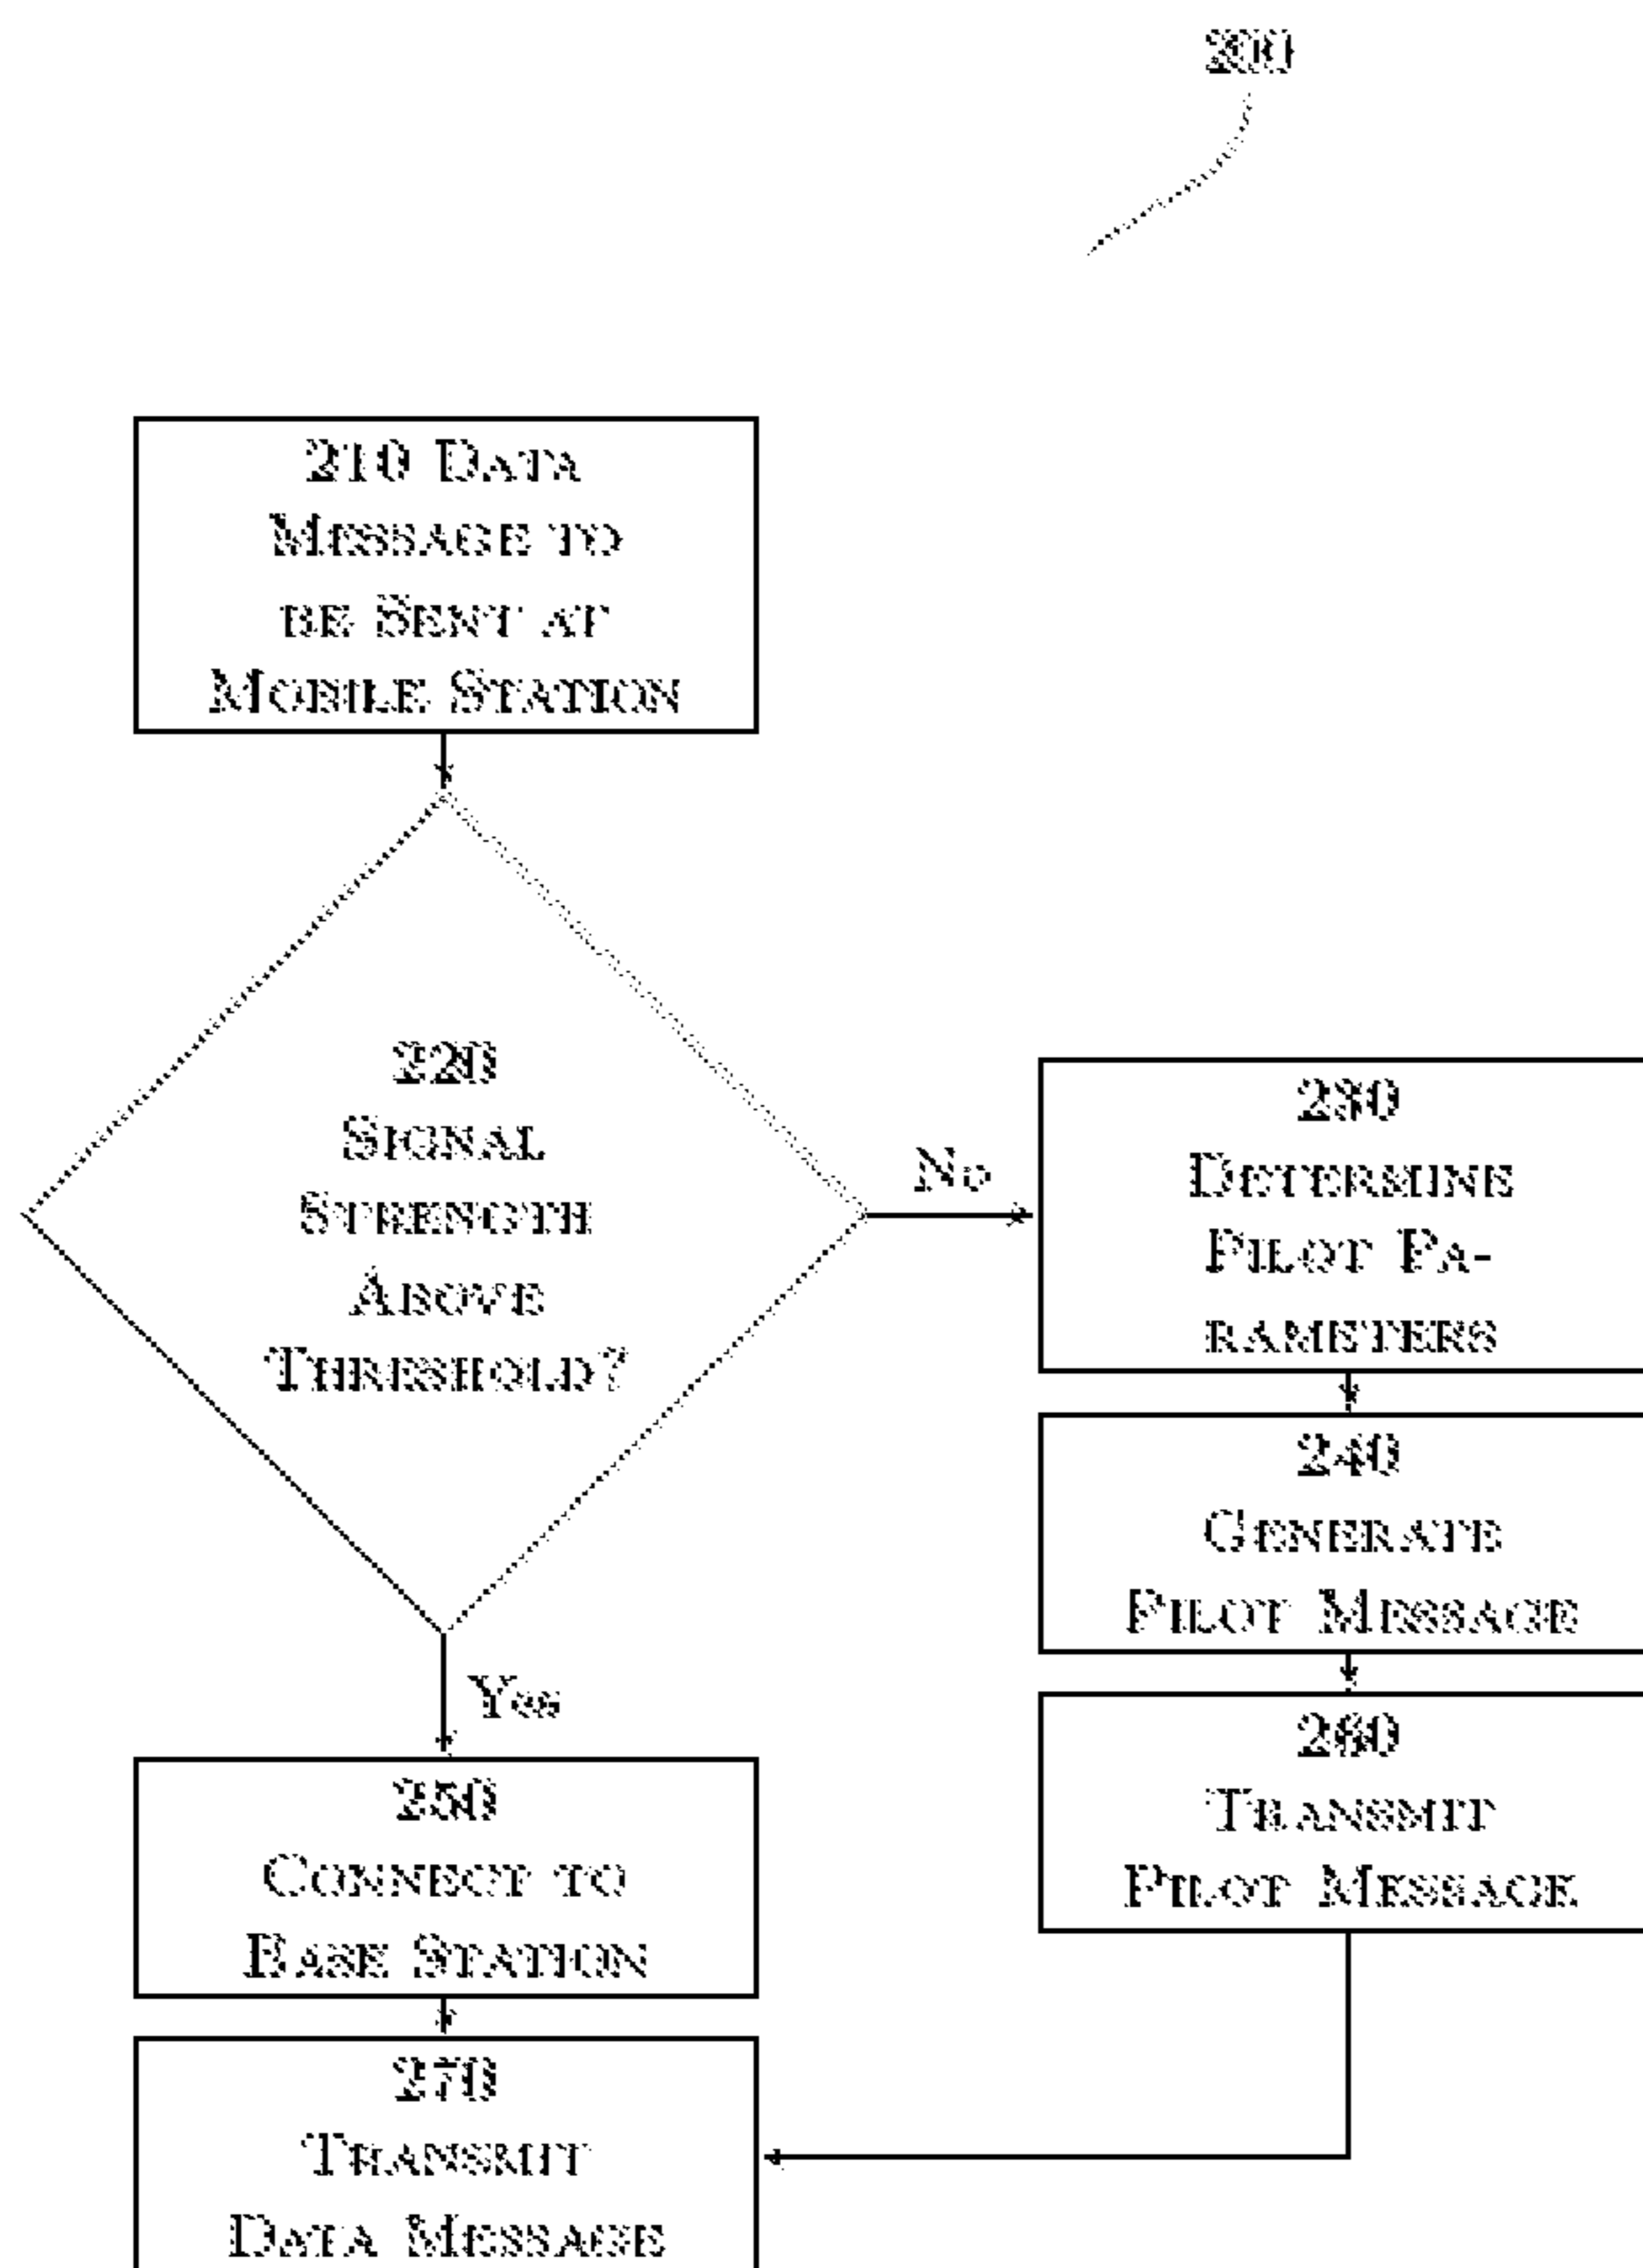 200
210 Data
Message to
be Sent at
Mobile Station
220
Signal
Strength
Above
Threshold?
No
230
Determine
Pilot Pa-
rameters
240
Generate
Pilot Message
Yes
250
Connect to
Base Station
260
Transmit
Pilot Message
270
Transmit
Data Message